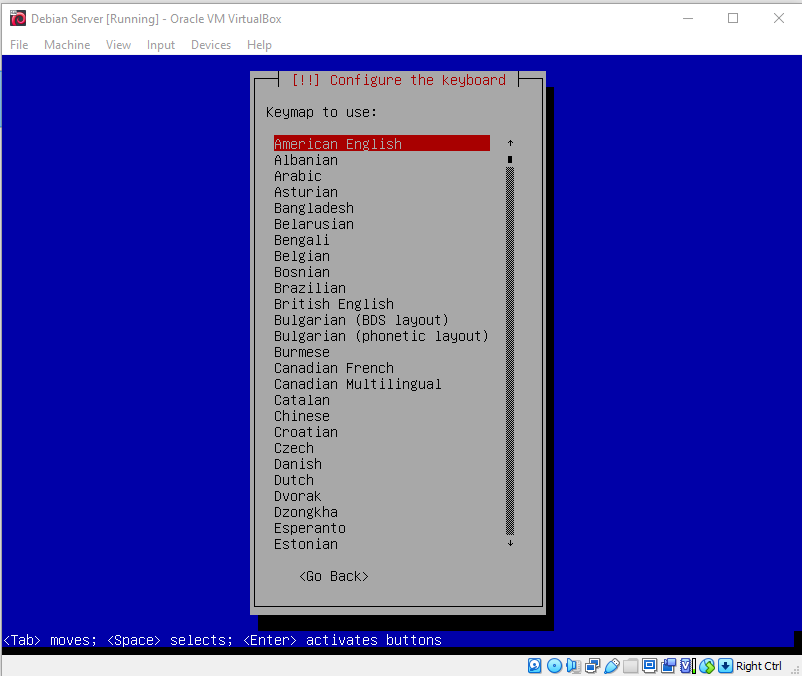 Debian Server [Running] - Oracle VM VirtualBox
File Machine View Input Devices Help
[!!] Configure the keyboard
Keymap to use:
American English
Albanian
Arabic
Asturian
Bangladesh
Belarusian
Bengali
Belgian
Bosnian
Brazilian
British English
Bulgarian (BDS layout)
Bulgarian (phonetic layout)
Burmese
Canadian French
Canadian Multilingual
Catalan
Chinese
Croatian
Czech
Danish
Dutch
Dvorak
Dzongkha
Esperanto
Estonian
<Go Back>
<Tab> moves; <Space> selects; <Enter> activates buttons
Right Ctrl